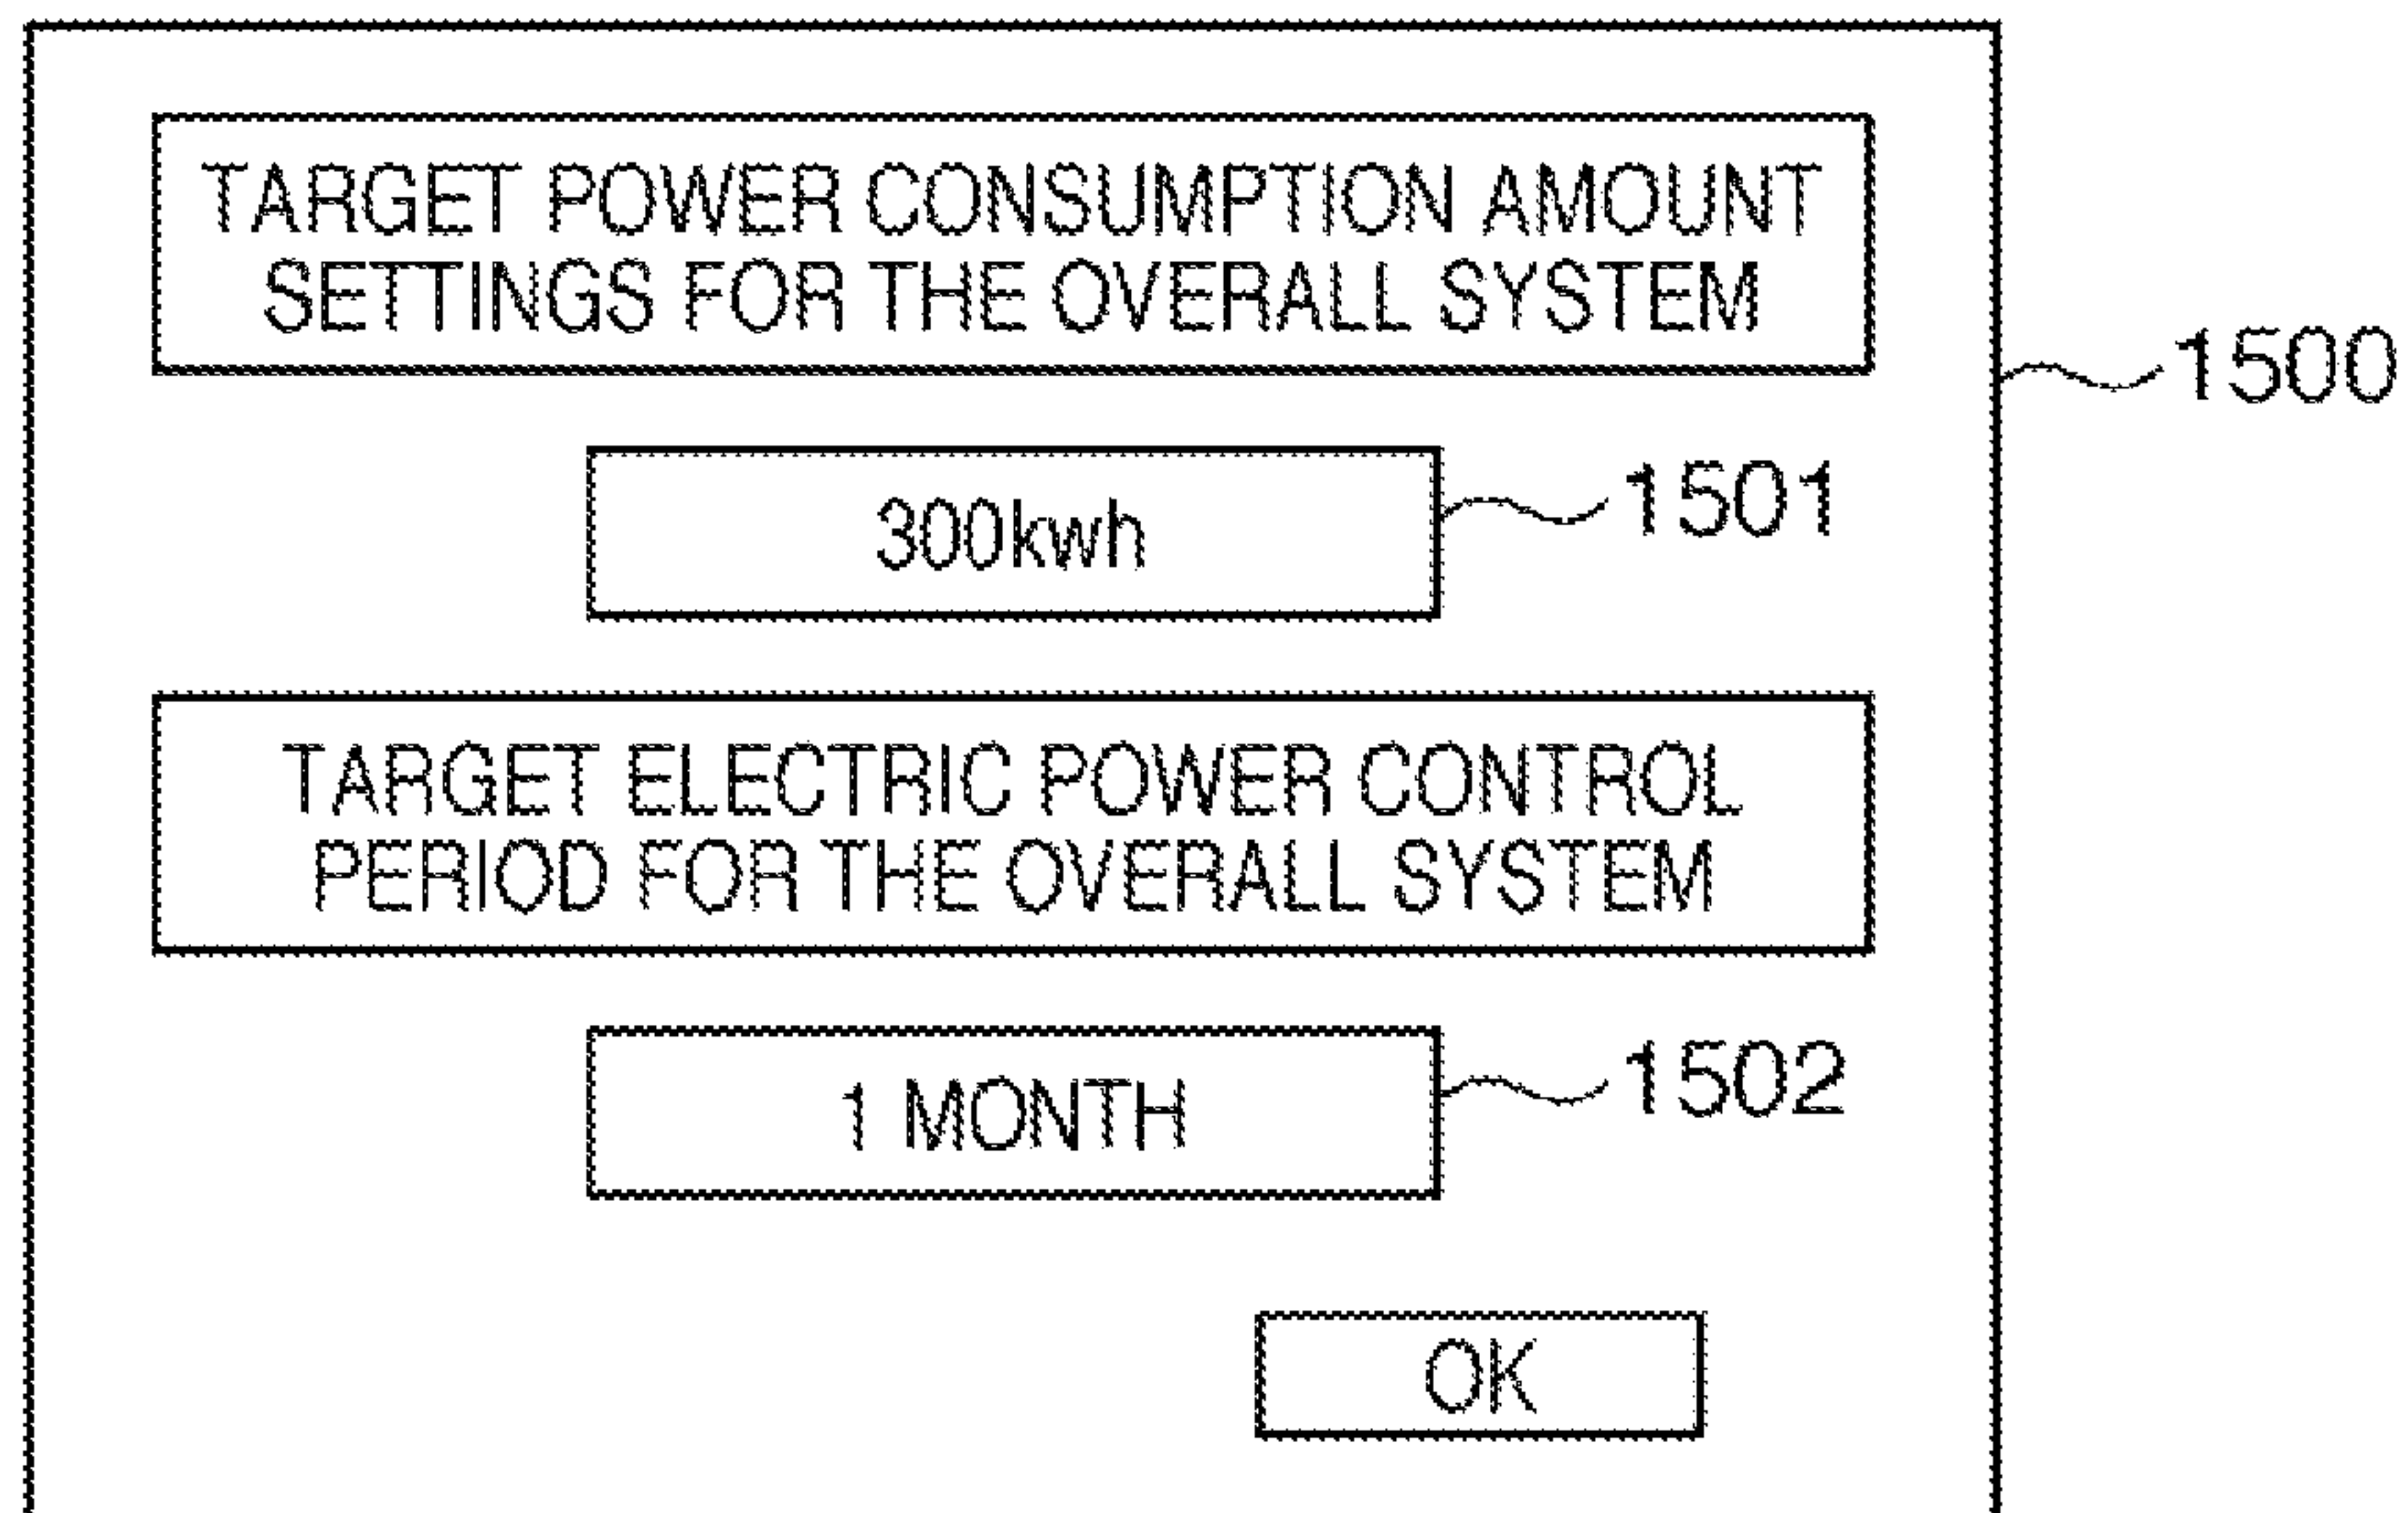 TARGET POWER CONSUMPTION AMOUNT
SETTINGS FOR THE OVERALL SYSTEM
1500
300kwh
1501
TARGET ELECTRIC POWER CONTROL
PERIOD FOR THE OVERALL SYSTEM
1 MONTH
1502
OK